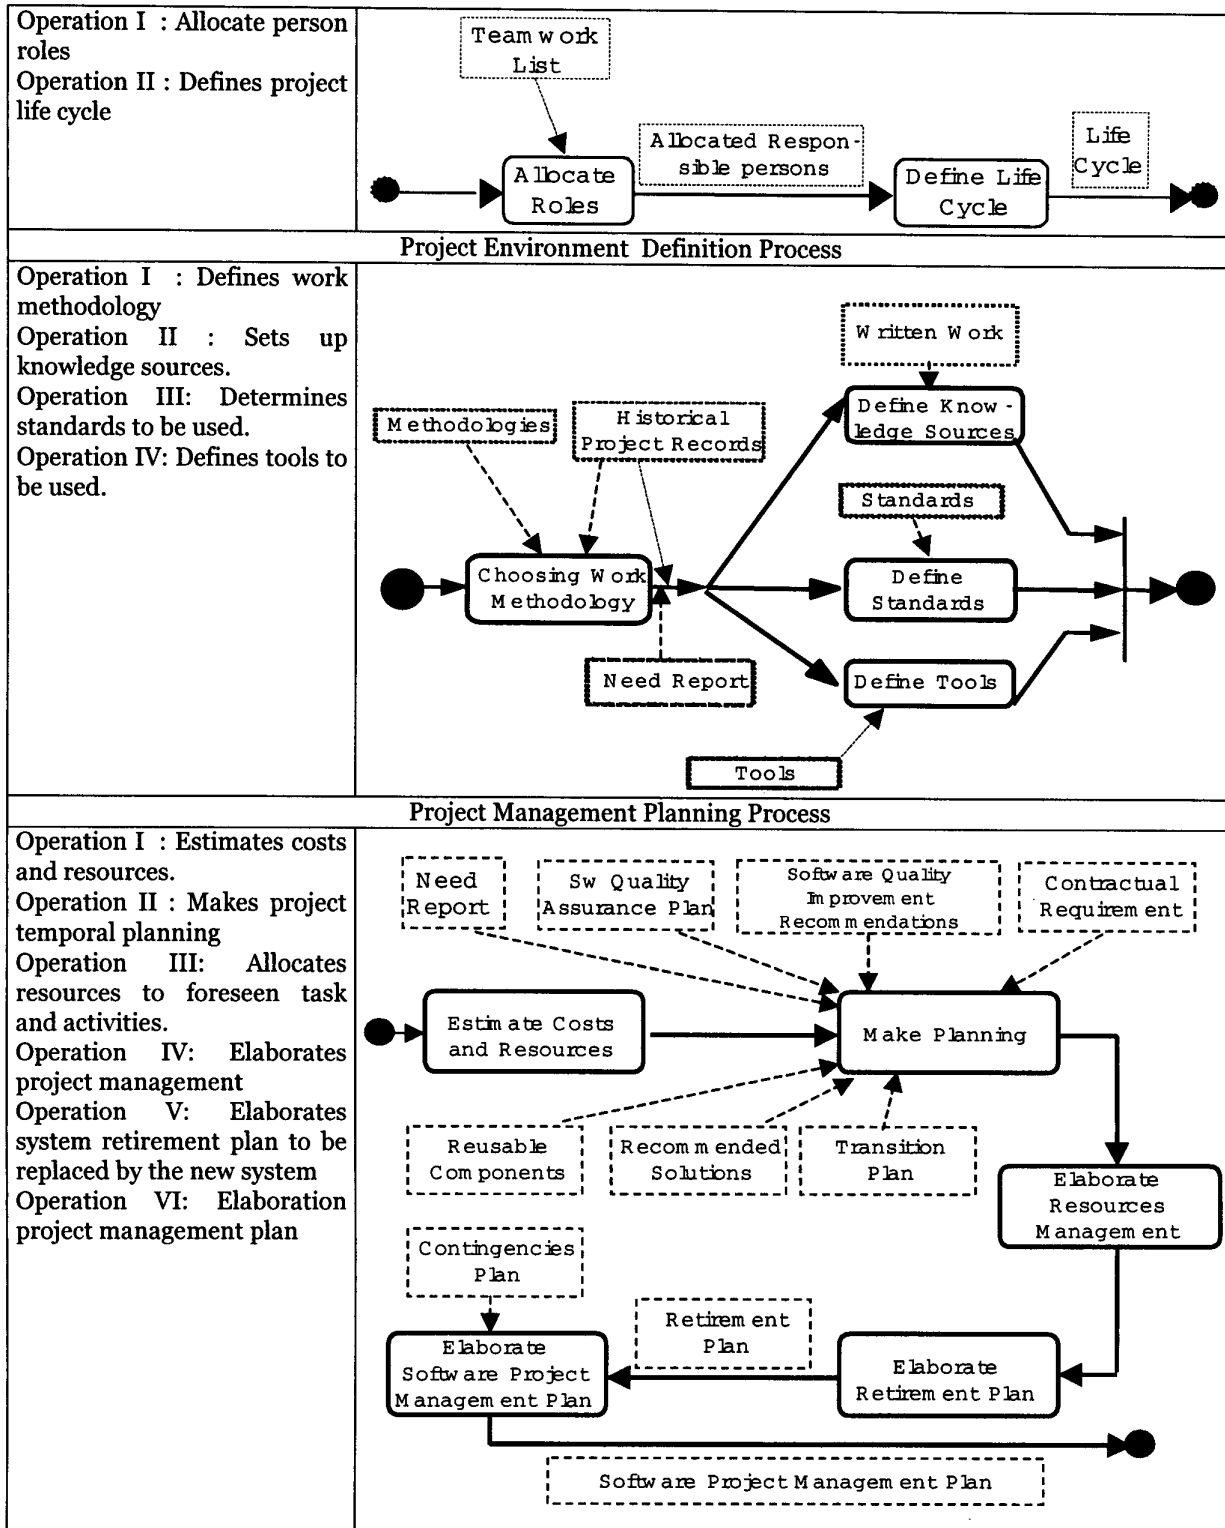 Operation I : Allocate person
roles
Operation II : Defines project
life cycle
Teamwork
List
Allocate
Roles
Allocated Respon-
sible persons
Define Life
Cycle
Life
Cycle
Project Environment Definition Process
Operation I : Defines work
methodology
Operation II : Sets up
knowledge sources.
Operation III: Determines
standards to be used.
Operation IV: Defines tools to
be used.
Methodologies
Historical
Project Records
Choosing Work
Methodology
Need Report
Written Work
Define Know-
ledge Sources
Standards
Define
Standards
Define Tools
Tools
Project Management Planning Process
Operation I : Estimates costs
and resources.
Operation II : Makes project
temporal planning
Operation III: Allocates
resources to foreseen task
and activities.
Operation IV: Elaborates
project management
Operation V: Elaborates
system retirement plan to be
replaced by the new system
Operation VI: Elaboration
project management plan
Need
Report
Sw Quality
Assurance Plan
Software Quality
Improvement
Recommendations
Contractual
Requirement
Estimate Costs
and Resources
Make Planning
Reusable
Components
Recommended
Solutions
Transition
Plan
Elaborate
Resources
Management
Contingencies
Plan
Elaborate
Software Project
Management Plan
Retirement
Plan
Elaborate
Retirement Plan
Software Project Management Plan